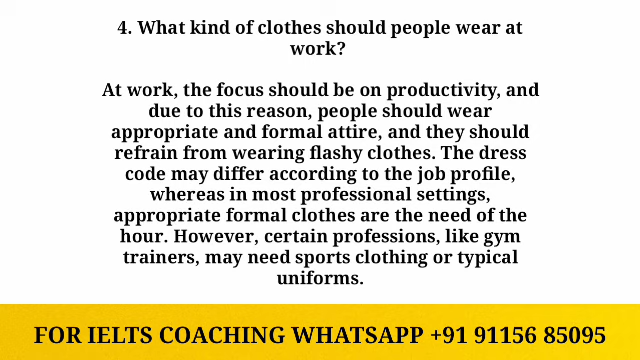 4. What kind of clothes should people wear at
work?
At work, the focus should be on productivity, and
due to this reason, people should wear
appropriate and formal attire, and they should
refrain from wearing flashy clothes. The dress
code may differ according to the job profile,
whereas in most professional settings,
appropriate formal clothes are the need of the
hour. However, certain professions, like gym
trainers, may need sports clothing or typical
uniforms.
FOR IELTS COACHING WHATSAPP +91 91156 85095